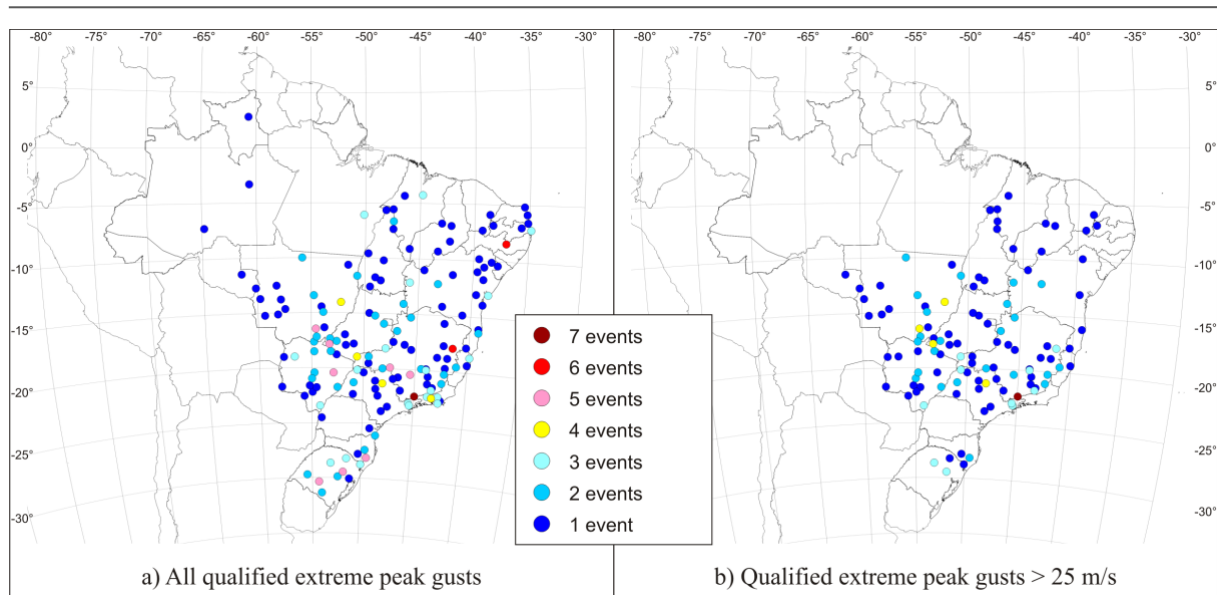 -80° -75° -70° -65° -60° -55° -50° -45° -40° -35° -30°
5°
0°
-5°
-10°
-15°
-20°
-25°
-30°
a) All qualified extreme peak gusts
7 events
6 events
5 events
4 events
3 events
2 events
1 event
-80° -75° -70° -65° -60° -55° -50° -45° -40° -35° -30°
5°
0°
-5°
-10°
-15°
-20°
-25°
-30°
b) Qualified extreme peak gusts > 25 m/s